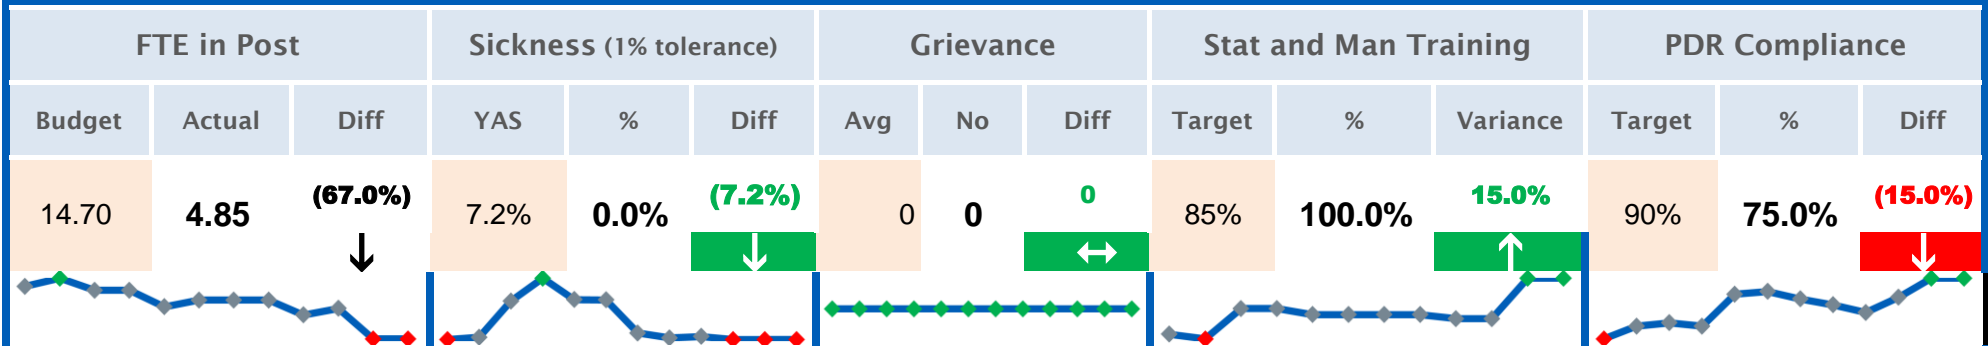 FTE in Post Sickness (1% tolerance) Grievance Stat and Man Training PDR Compliance
Budget Actual Diff YAS % Diff Avg No Diff Target % Variance Target % Diff
14.70 4.85 (67.0%) 7.2% 0.0% (7.2%) 0 0 0 85% 100.0% 15.0% 90% 75.0% (15.0%)